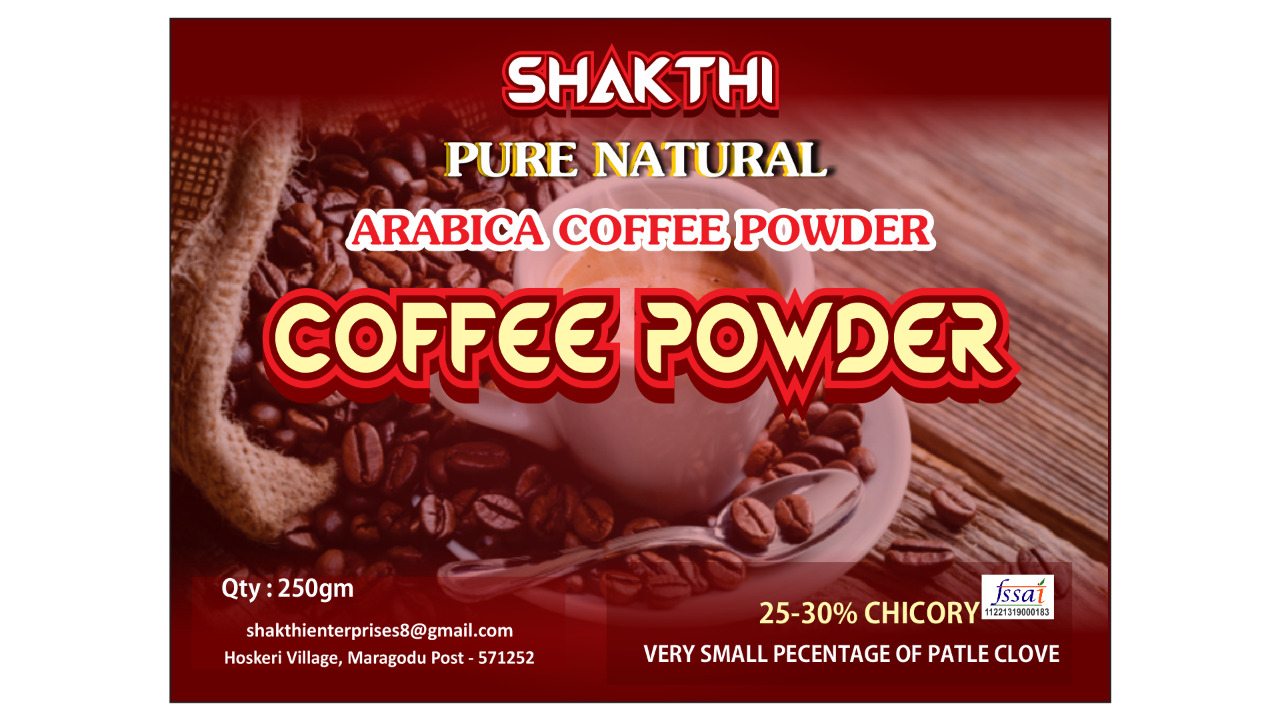 SHAKTHI
PURE NATURAL
ARABICA COFFEE POWDER
COFFEE POWDER
Qty : 250gm
shakthienterprises8@gmail.com
Hoskeri Village, Maragodu Post - 571252
25-30% CHICORY
fssai
11221319000183
VERY SMALL PECENTAGE OF PATLE CLOVE